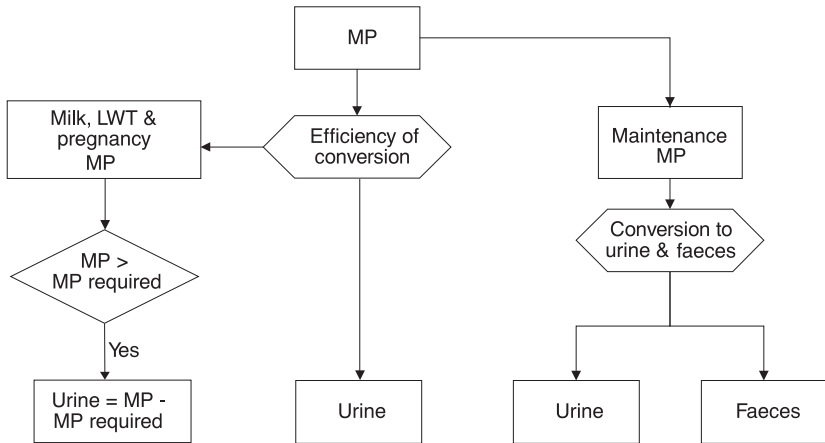 MP
Milk, LWT &
pregnancy
MP
Efficiency of
conversion
Maintenance
MP
Conversion to
urine & faeces
MP >
MP required
Yes
Urine = MP -
MP required
Urine
Urine
Faeces